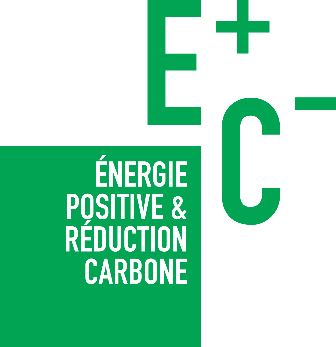 E+
C−
ÉNERGIE
POSITIVE &
RÉDUCTION
CARBONE